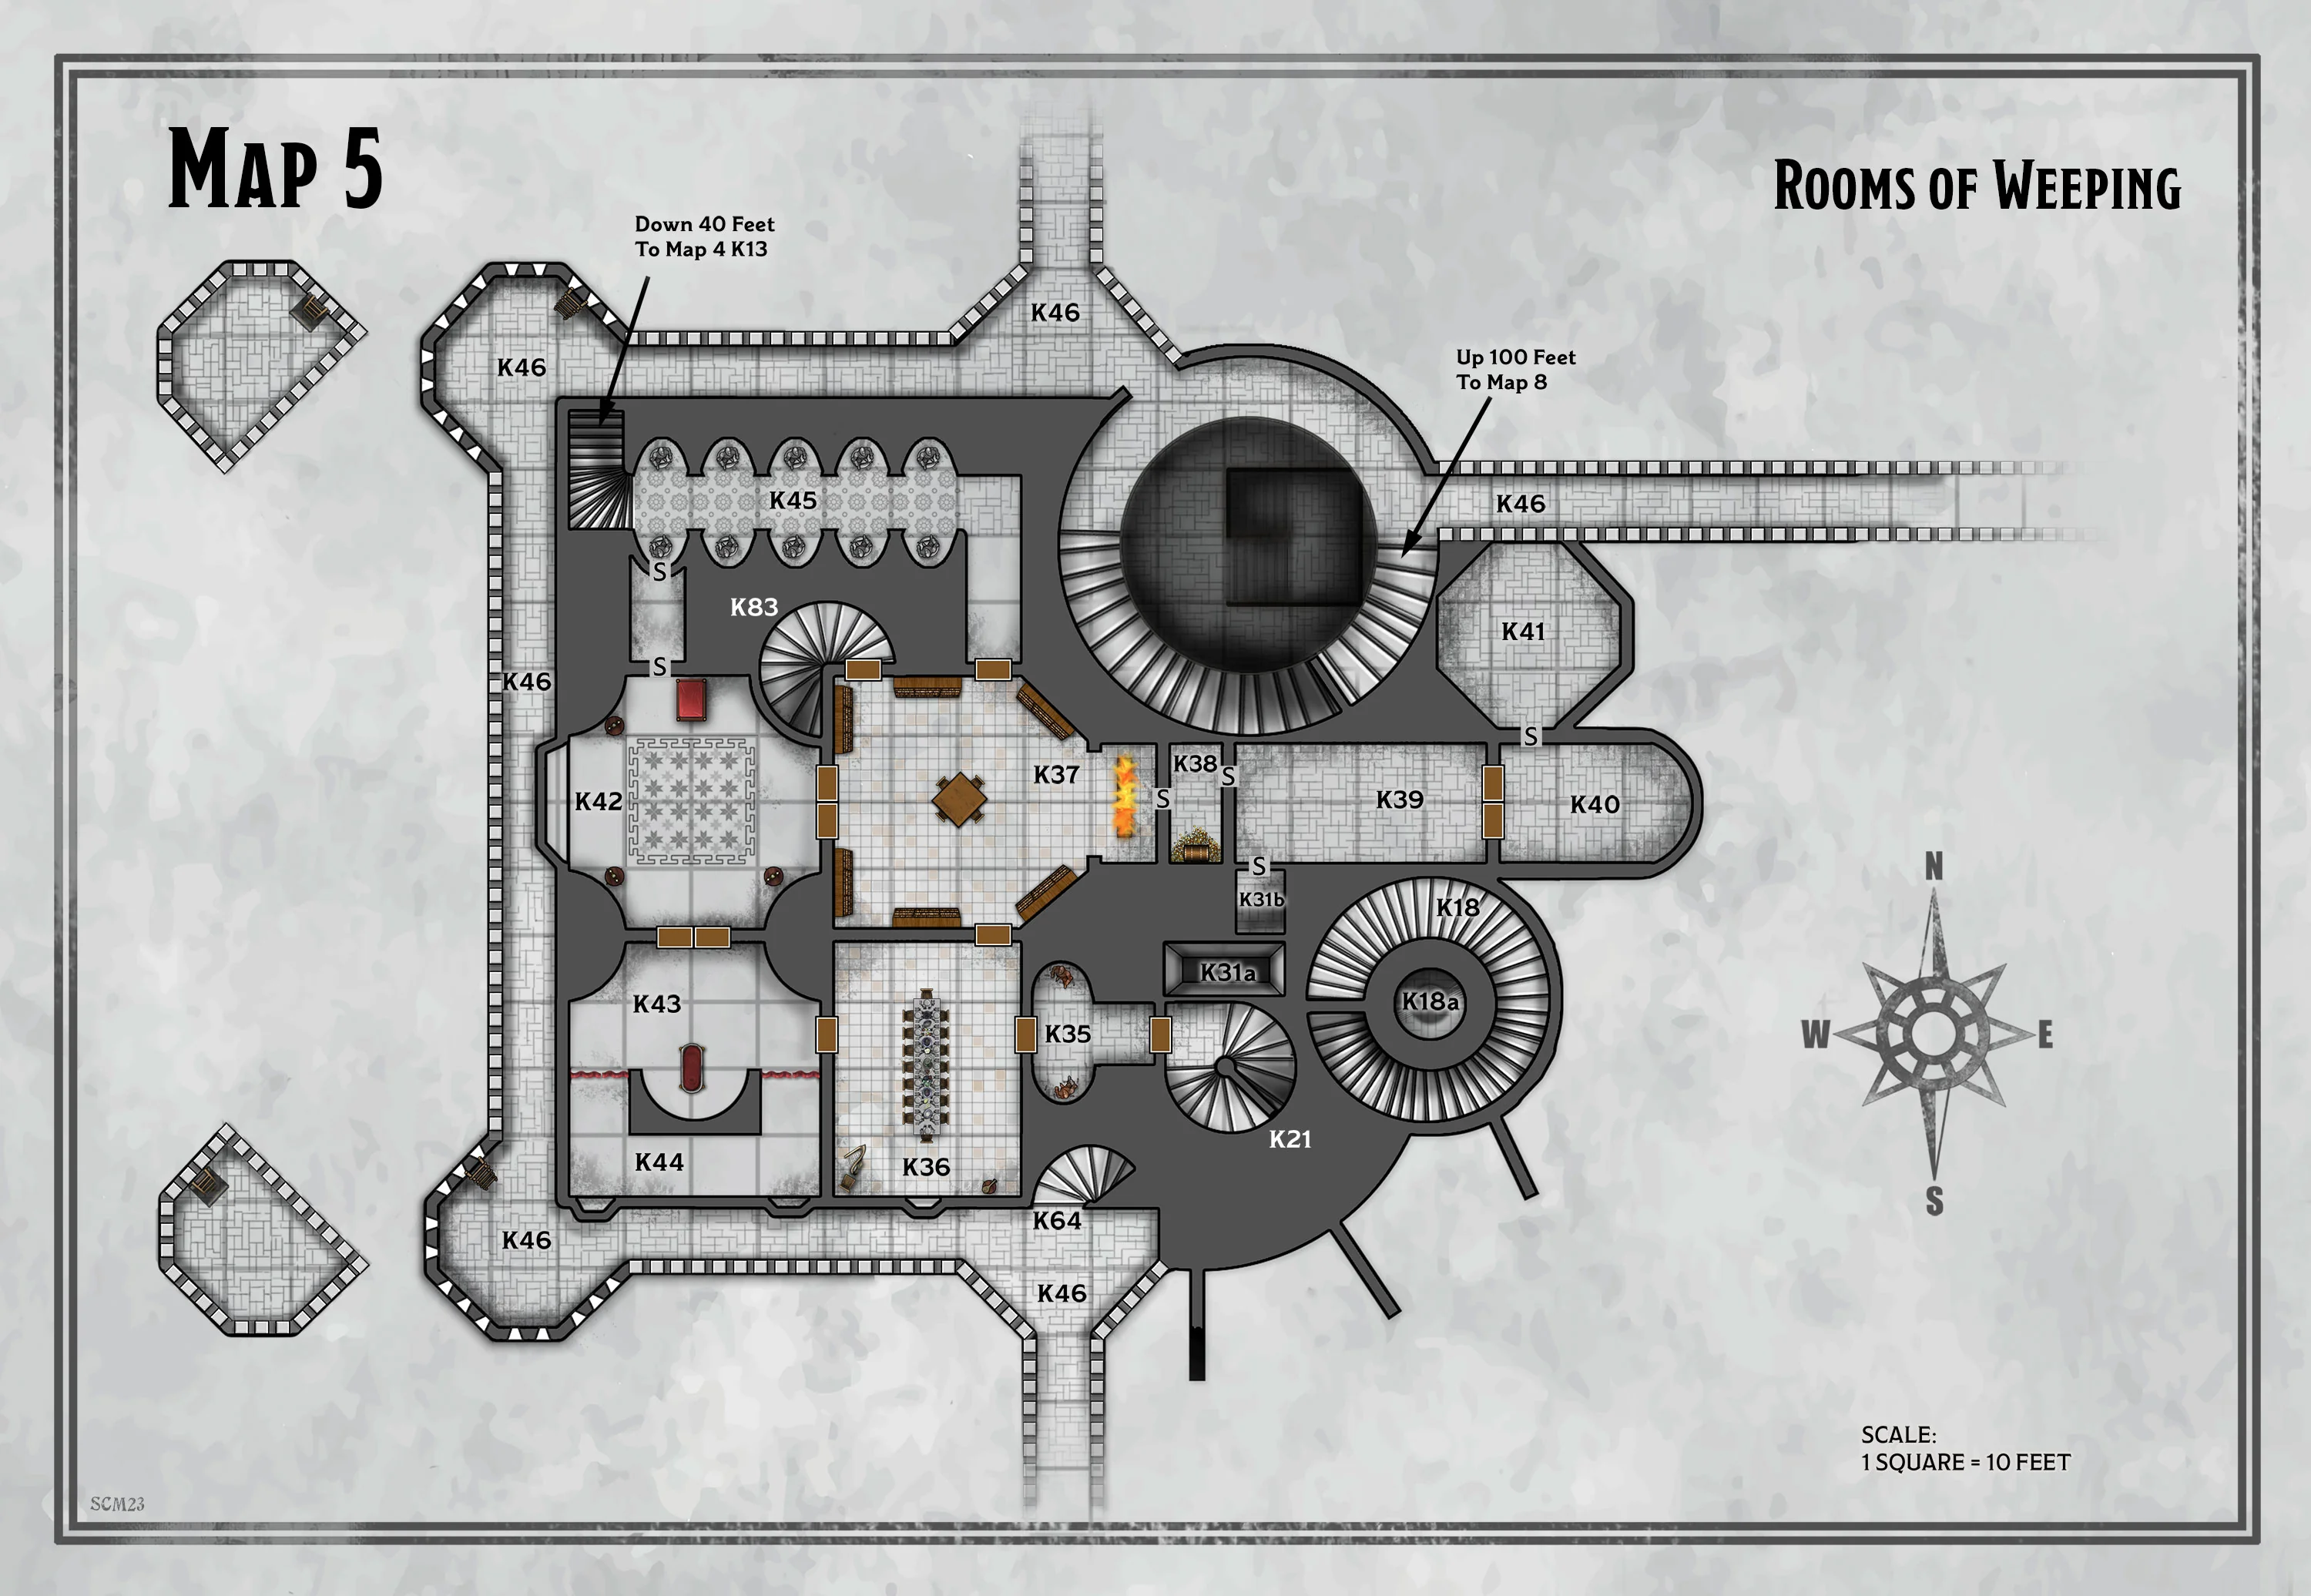 MAP 5
ROOMS OF WEEPING
Down 40 Feet
To Map 4 K13
K46
Up 100 Feet
To Map 8
K46
K45
K46
S
K83
K41
S
K46
S
K37
K38
S
S
K42
K39
K40
S
K31b
K18
K31a
K18a
K43
K35
K21
K44
K36
K64
K46
K46
N
W
E
S
SCALE:
1 SQUARE = 10 FEET
SCM23